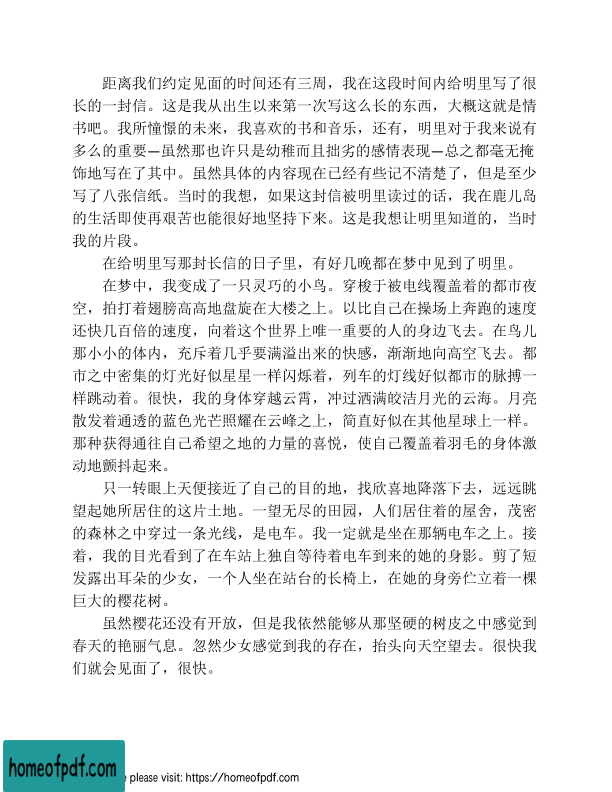 距离我们约定见面的时间还有三周，我在这段时间内给明里写了很
长的一封信。这是我从出生以来第一次写这么长的东西，大概这就是情
书吧。我所憧憬的未来，我喜欢的书和音乐，还有，明里对于我来说有
多么的重要—虽然那也许只是幼稚而且拙劣的感情表现—总之都毫无掩
饰地写在了其中。虽然具体的内容现在已经有些记不清楚了，但是至少
写了八张信纸。当时的我想，如果这封信被明里读过的话，我在鹿儿岛
的生活即使再艰苦也能很好地坚持下来。这是我想让明里知道的，当时
我的片段。
在给明里写那封长信的日子里，有好几晚都在梦中见到了明里。
在梦中，我变成了一只灵巧的小鸟。穿梭于被电线覆盖着的都市夜
空，拍打着翅膀高高地盘旋在大楼之上。以比自己在操场上奔跑的速度
还快几百倍的速度，向着这个世界上唯一重要的人的身边飞去。在鸟儿
那小小的体内，充斥着几乎要满溢出来的快感，渐渐地向高空飞去。都
市之中密集的灯光好似星星一样闪烁着，列车的灯线好似都市的脉搏一
样跳动着。很快，我的身体穿越云霄，冲过洒满皎洁月光的云海。月亮
散发着通透的蓝色光芒照耀在云峰之上，简直好似在其他星球上一样。
那种获得通往自己希望之地的力量的喜悦，使自己覆盖着羽毛的身体激
动地颤抖起来。
只一转眼上天便接近了自己的目的地，找欣喜地降落下去，远远眺
望起她所居住的这片土地。一望无尽的田园，人们居住着的屋舍，茂密
的森林之中穿过一条光线，是电车。我一定就是坐在那辆电车之上。接
着，我的目光看到了在车站上独自等待着电车到来的她的身影。剪了短
发露出耳朵的少女，一个人坐在站台的长椅上，在她的身旁伫立着一棵
巨大的樱花树。
虽然樱花还没有开放，但是我依然能够从那坚硬的树皮之中感觉到
春天的艳丽气息。忽然少女感觉到我的存在，抬头向天空望去。很快我
们就会见面了，很快。
homeofpdf.com
e please visit: https://homeofpdf.com